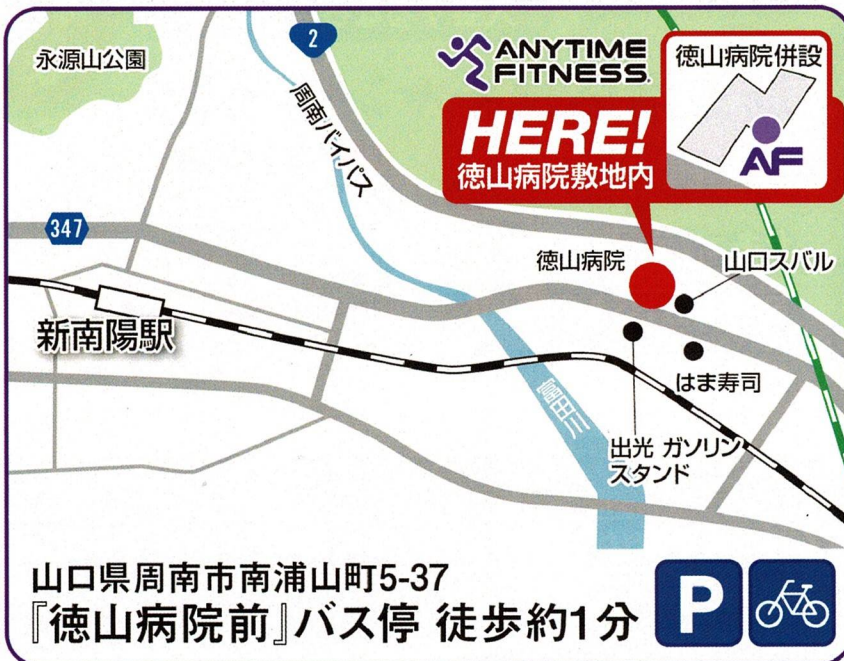 永源山公園
2
周南バイパス
ANYTIME
FITNESS
徳山病院併設
AF
HERE!
徳山病院敷地内
347
徳山病院
山口スバル
新南陽駅
はま寿司
富田川
出光 ガソリン
スタンド
山口県周南市南浦山町5-37
『徳山病院前』バス停 徒歩約1分
P